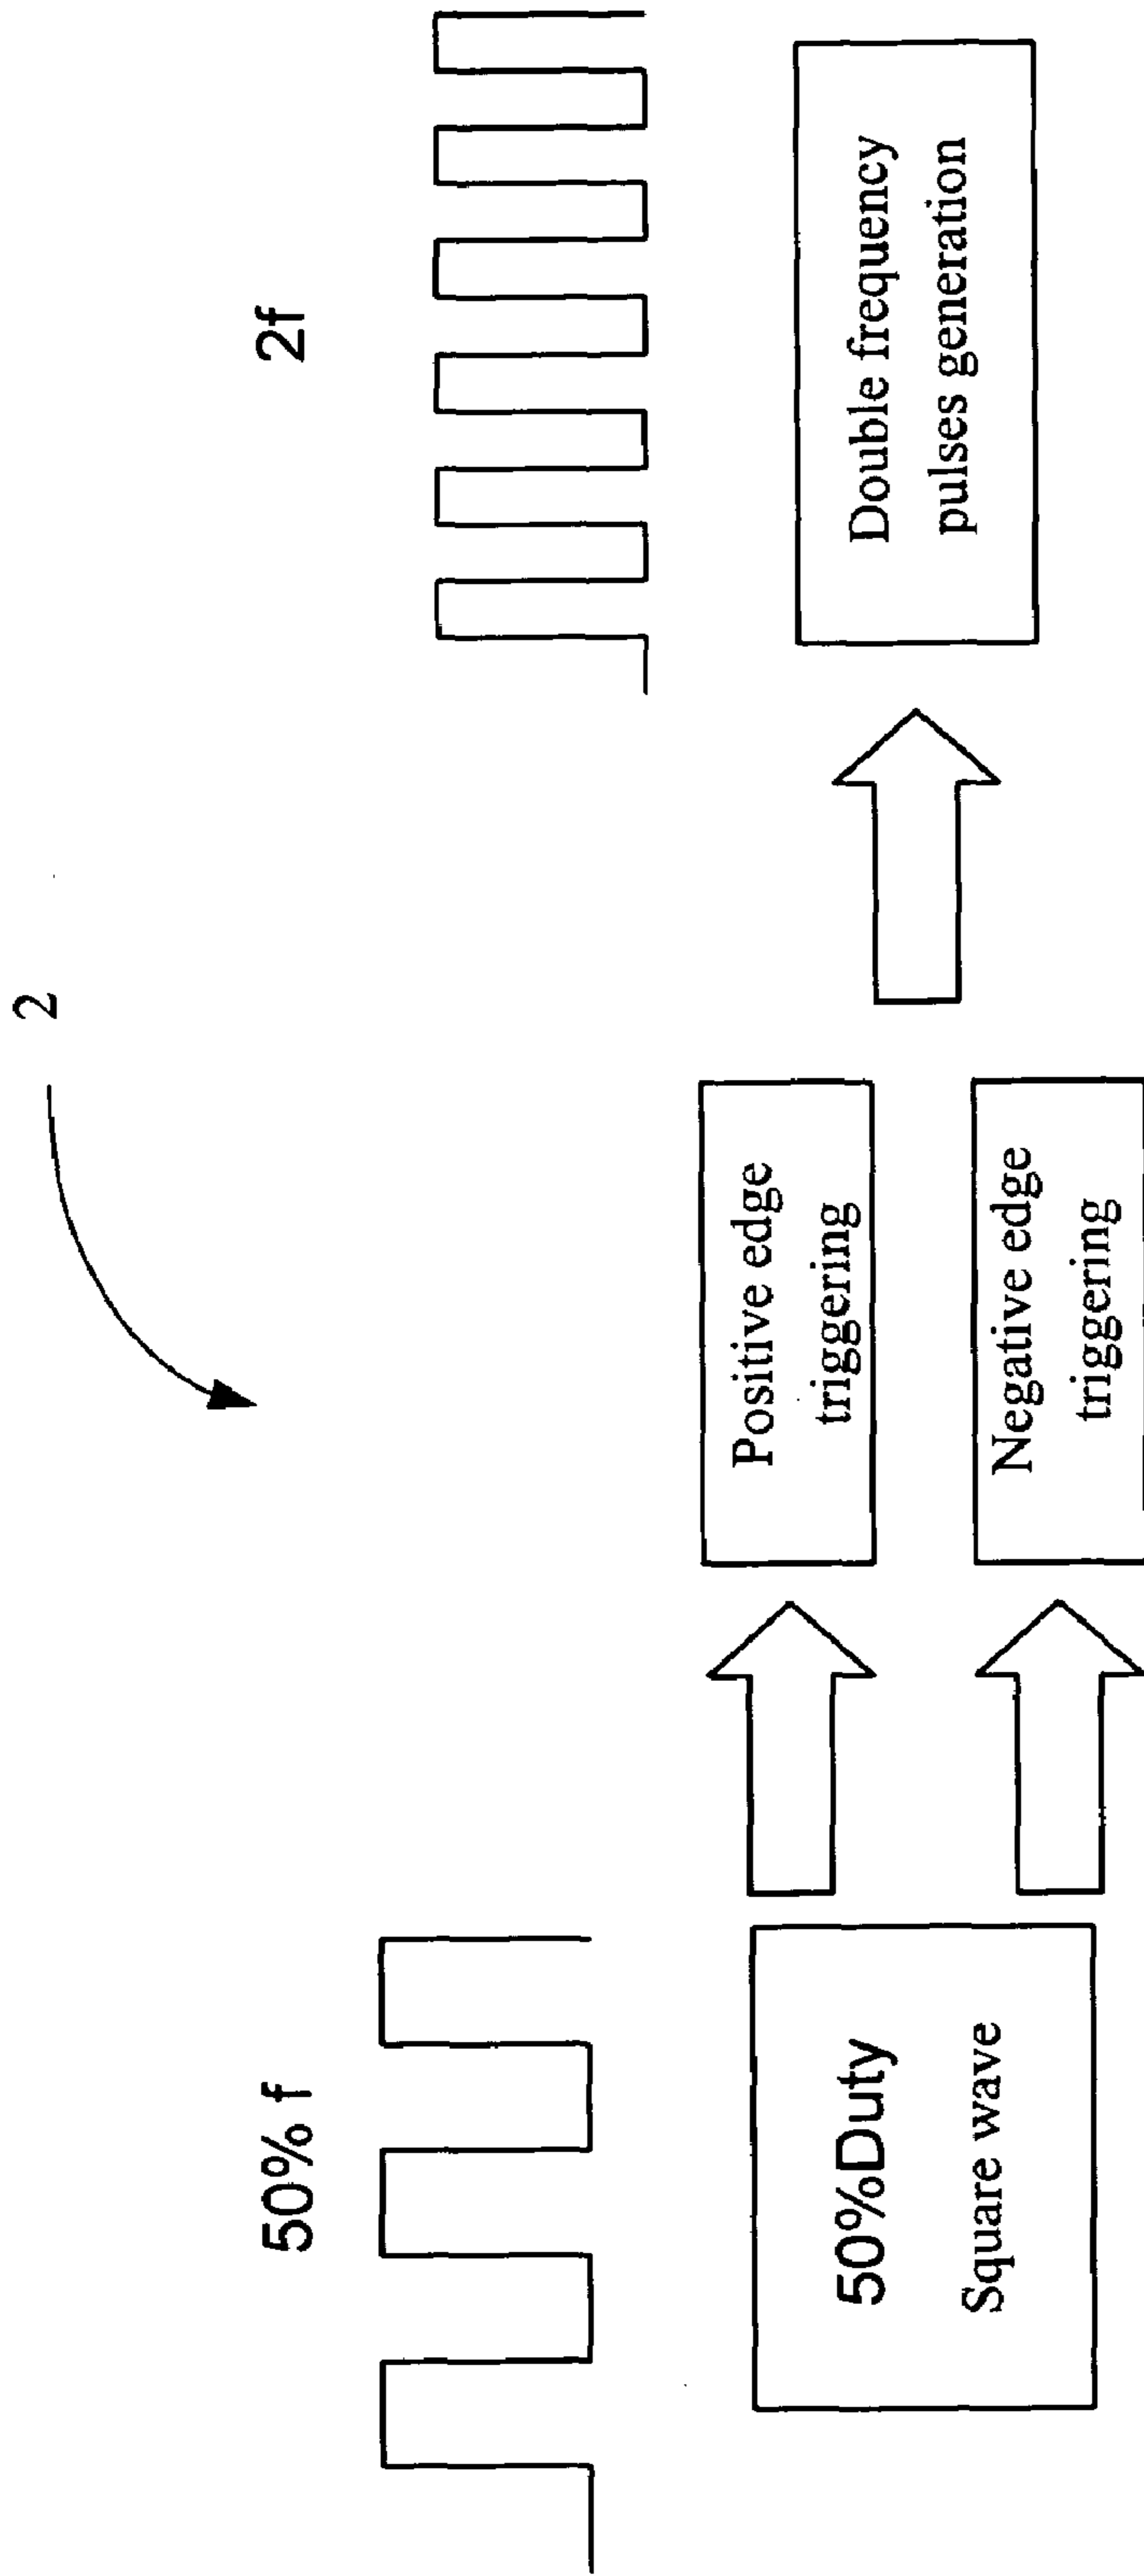 2
50% f
2f
50%Duty
Square wave
Positive edge
triggering
Negative edge
triggering
Double frequency
pulses generation